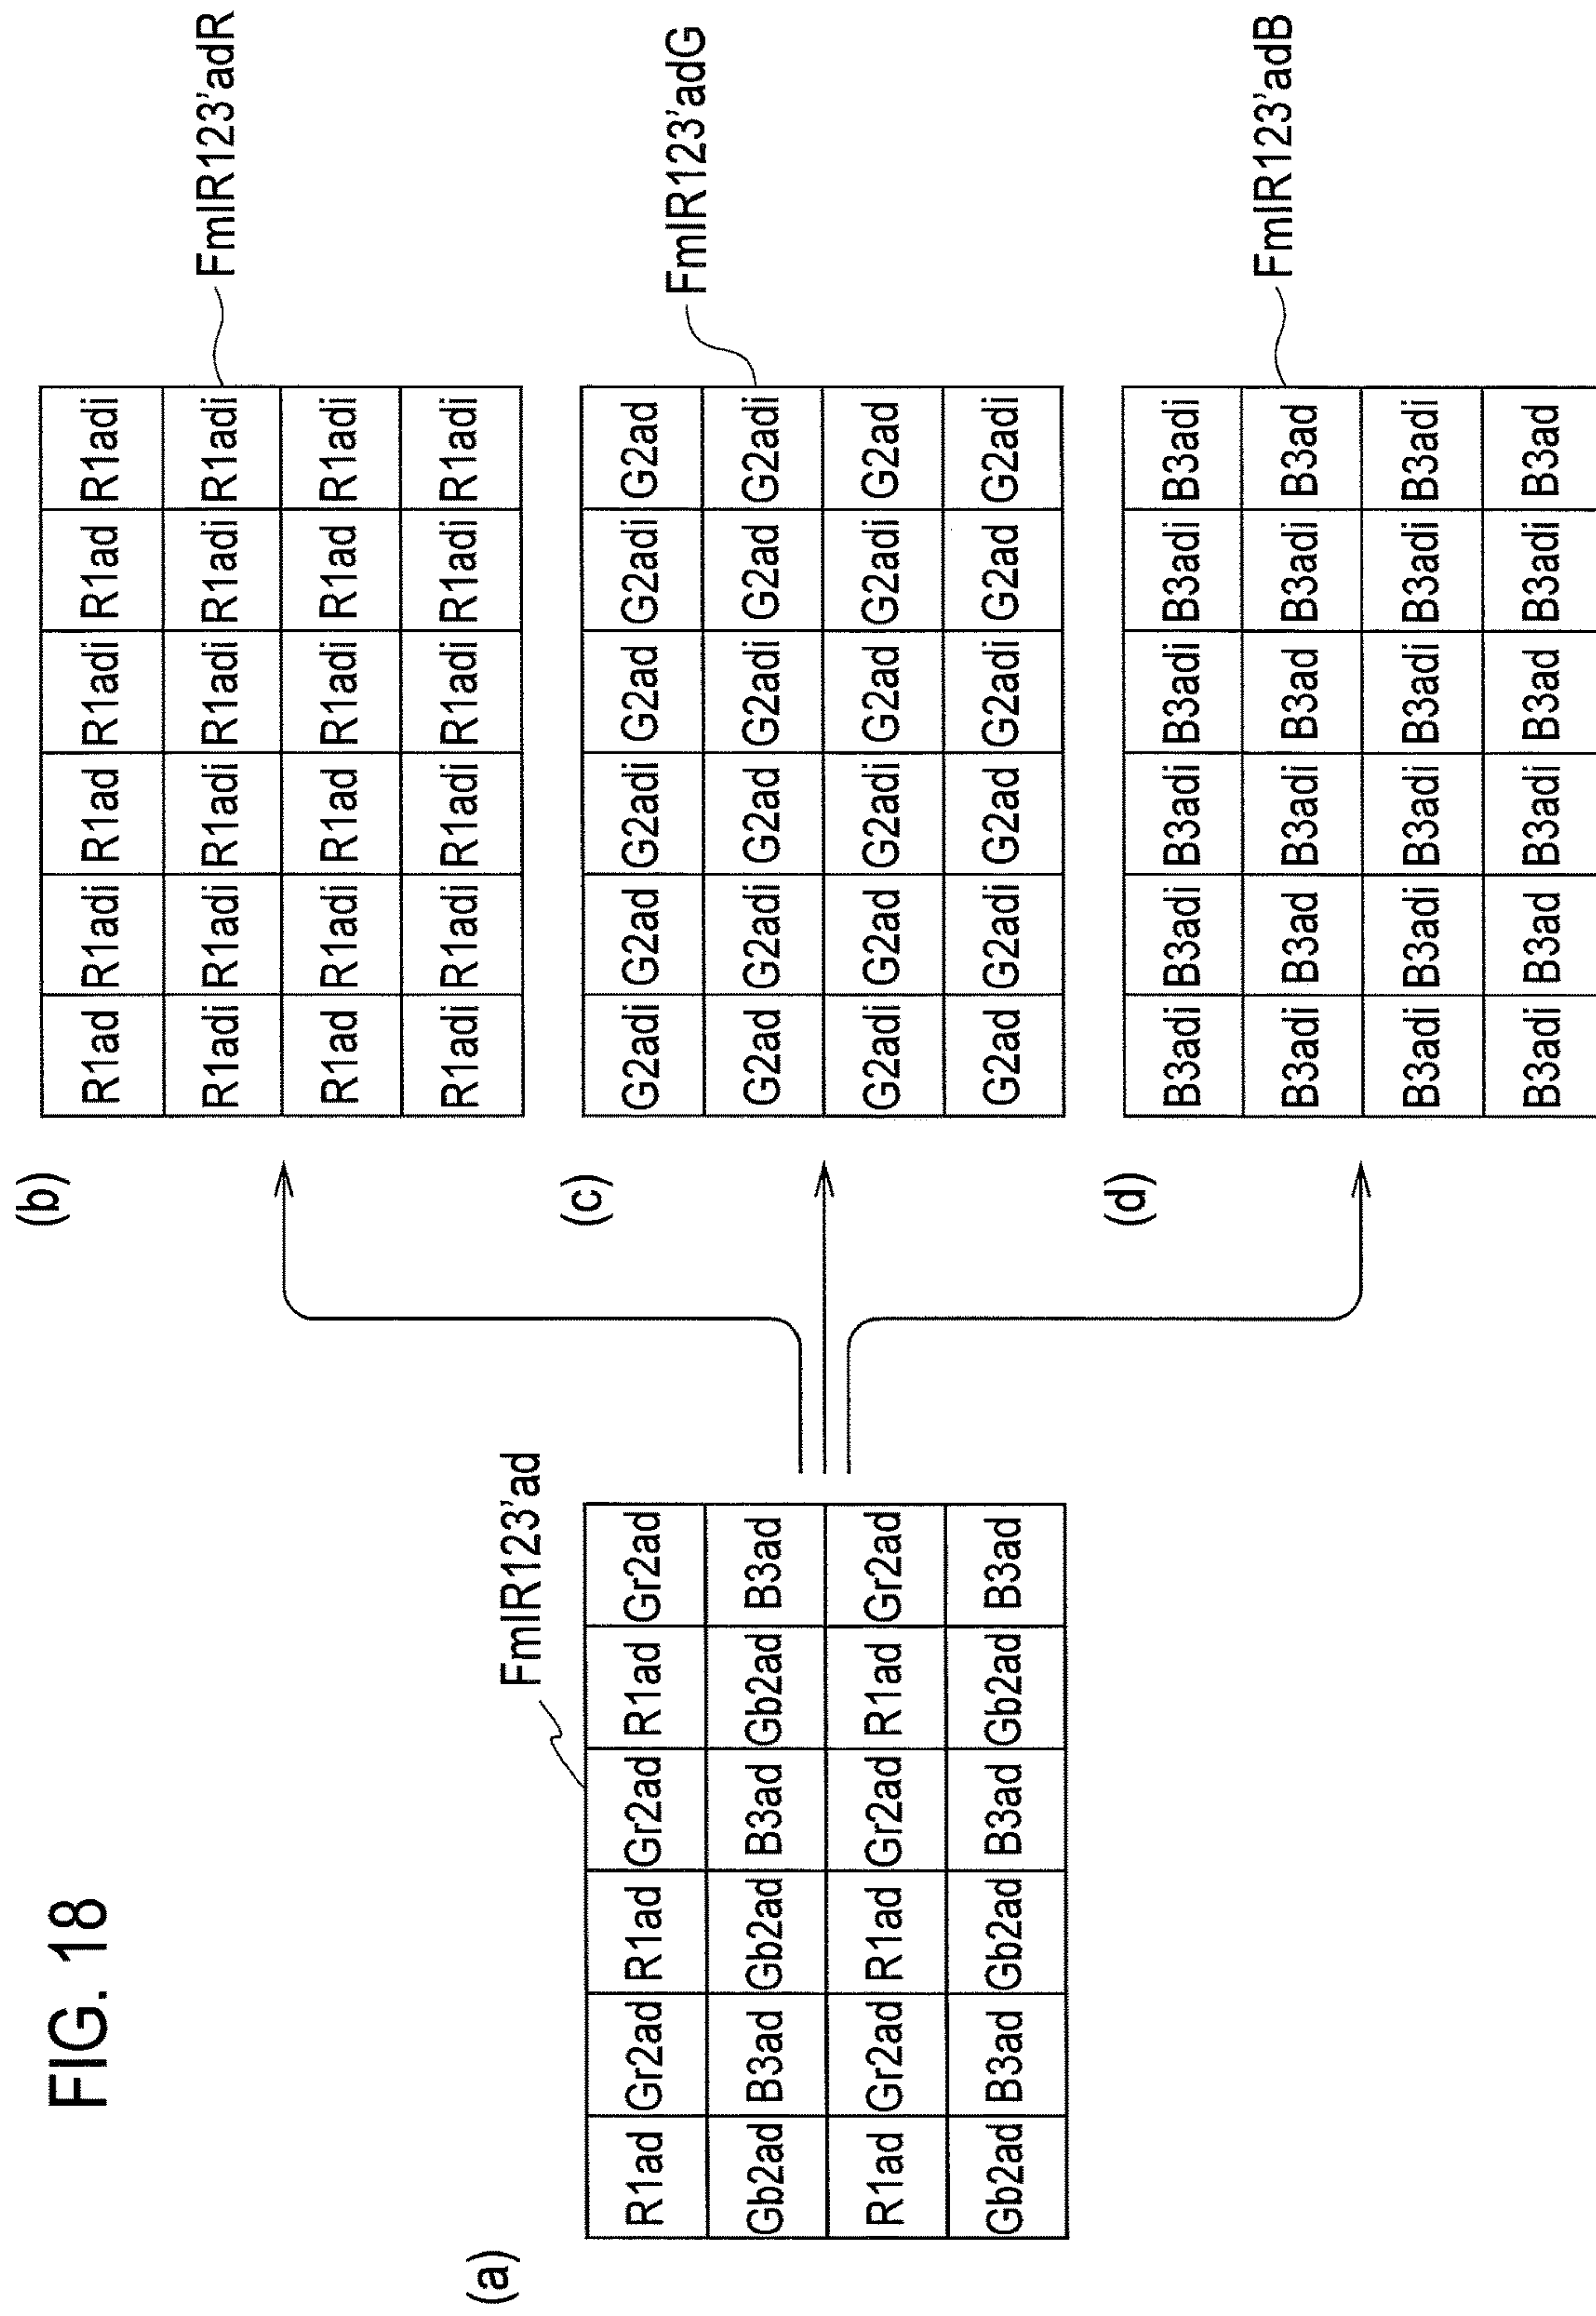 FIG. 18
(a)
FmIR123'ad
R1ad Gr2ad R1ad Gr2ad R1ad Gr2ad
Gb2ad B3ad Gb2ad B3ad Gb2ad B3ad
R1ad Gr2ad R1ad Gr2ad R1ad Gr2ad
Gb2ad B3ad Gb2ad B3ad Gb2ad B3ad
(b)
R1ad R1adi R1ad R1adi R1ad R1adi
R1adi R1adi R1adi R1adi R1adi R1adi
R1ad R1adi R1ad R1adi R1ad R1adi
R1adi R1adi R1adi R1adi R1adi R1adi
FmIR123'adR
(c)
G2adi G2ad G2adi G2ad G2adi G2ad
G2ad G2adi G2ad G2adi G2ad G2adi
G2adi G2ad G2adi G2ad G2adi G2ad
G2ad G2adi G2ad G2adi G2ad G2adi
FmIR123'adG
(d)
B3adi B3adi B3adi B3adi B3adi B3adi
B3adi B3ad B3adi B3ad B3adi B3ad
B3adi B3adi B3adi B3adi B3adi B3adi
B3adi B3ad B3adi B3ad B3adi B3ad
FmIR123'adB